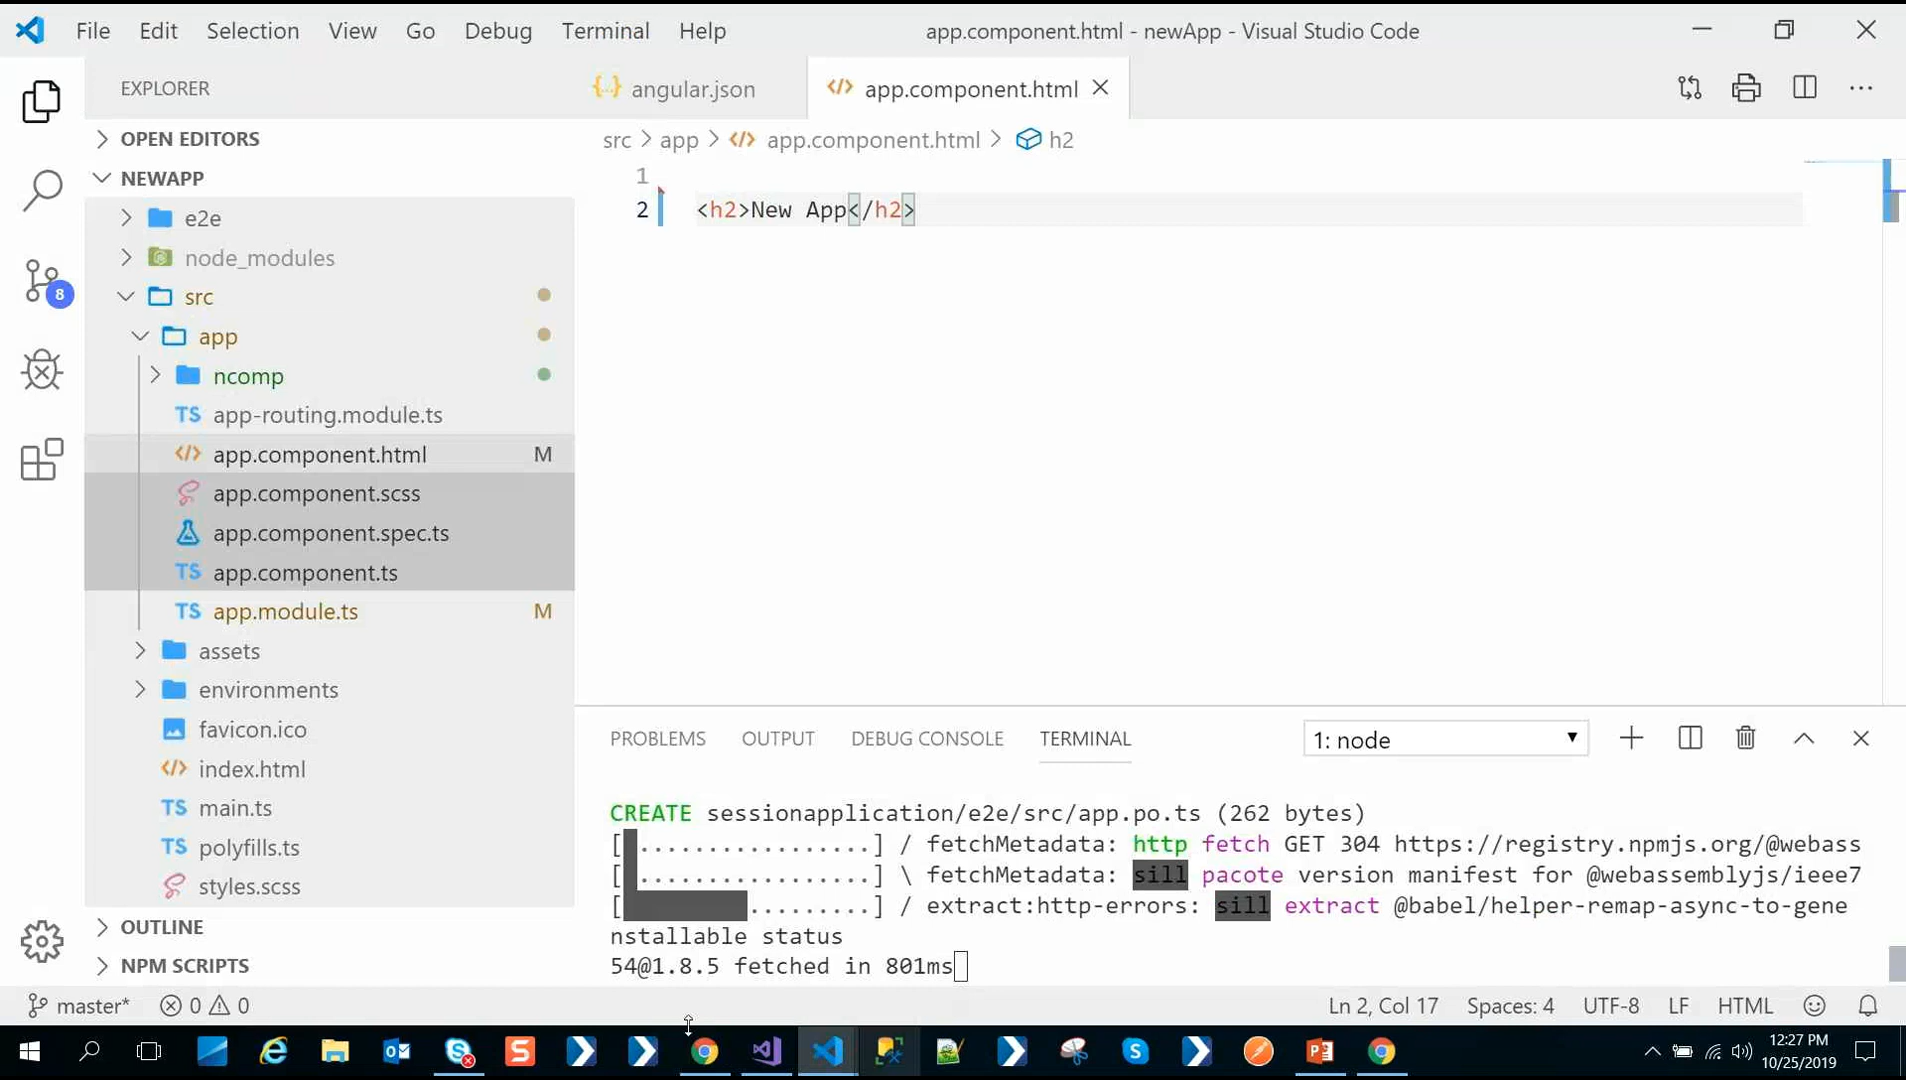 File Edit Selection View Go Debug Terminal Help
app.component.html - newApp - Visual Studio Code
EXPLORER
angular.json
app.component.html
OPEN EDITORS
src > app > app.component.html > h2
NEWAPP
1
2 <h2>New App</h2>
e2e
node_modules
src
8
app
ncomp
TS app-routing.module.ts
app.component.html M
app.component.scss
app.component.spec.ts
TS app.component.ts
TS app.module.ts M
assets
environments
favicon.ico
index.html
TS main.ts
TS polyfills.ts
styles.scss
OUTLINE
NPM SCRIPTS
PROBLEMS OUTPUT DEBUG CONSOLE TERMINAL 1: node
CREATE sessionapplication/e2e/src/app.po.ts (262 bytes)
[ .................] / fetchMetadata: http fetch GET 304 https://registry.npmjs.org/@webass
[ .................] \ fetchMetadata: sill pacote version manifest for @webassemblyjs/ieee7
[ .........] / extract:http-errors: sill extract @babel/helper-remap-async-to-gene
nstallable status
54@1.8.5 fetched in 801ms
master* 0 0 Ln 2, Col 17 Spaces: 4 UTF-8 LF HTML
12:27 PM
10/25/2019